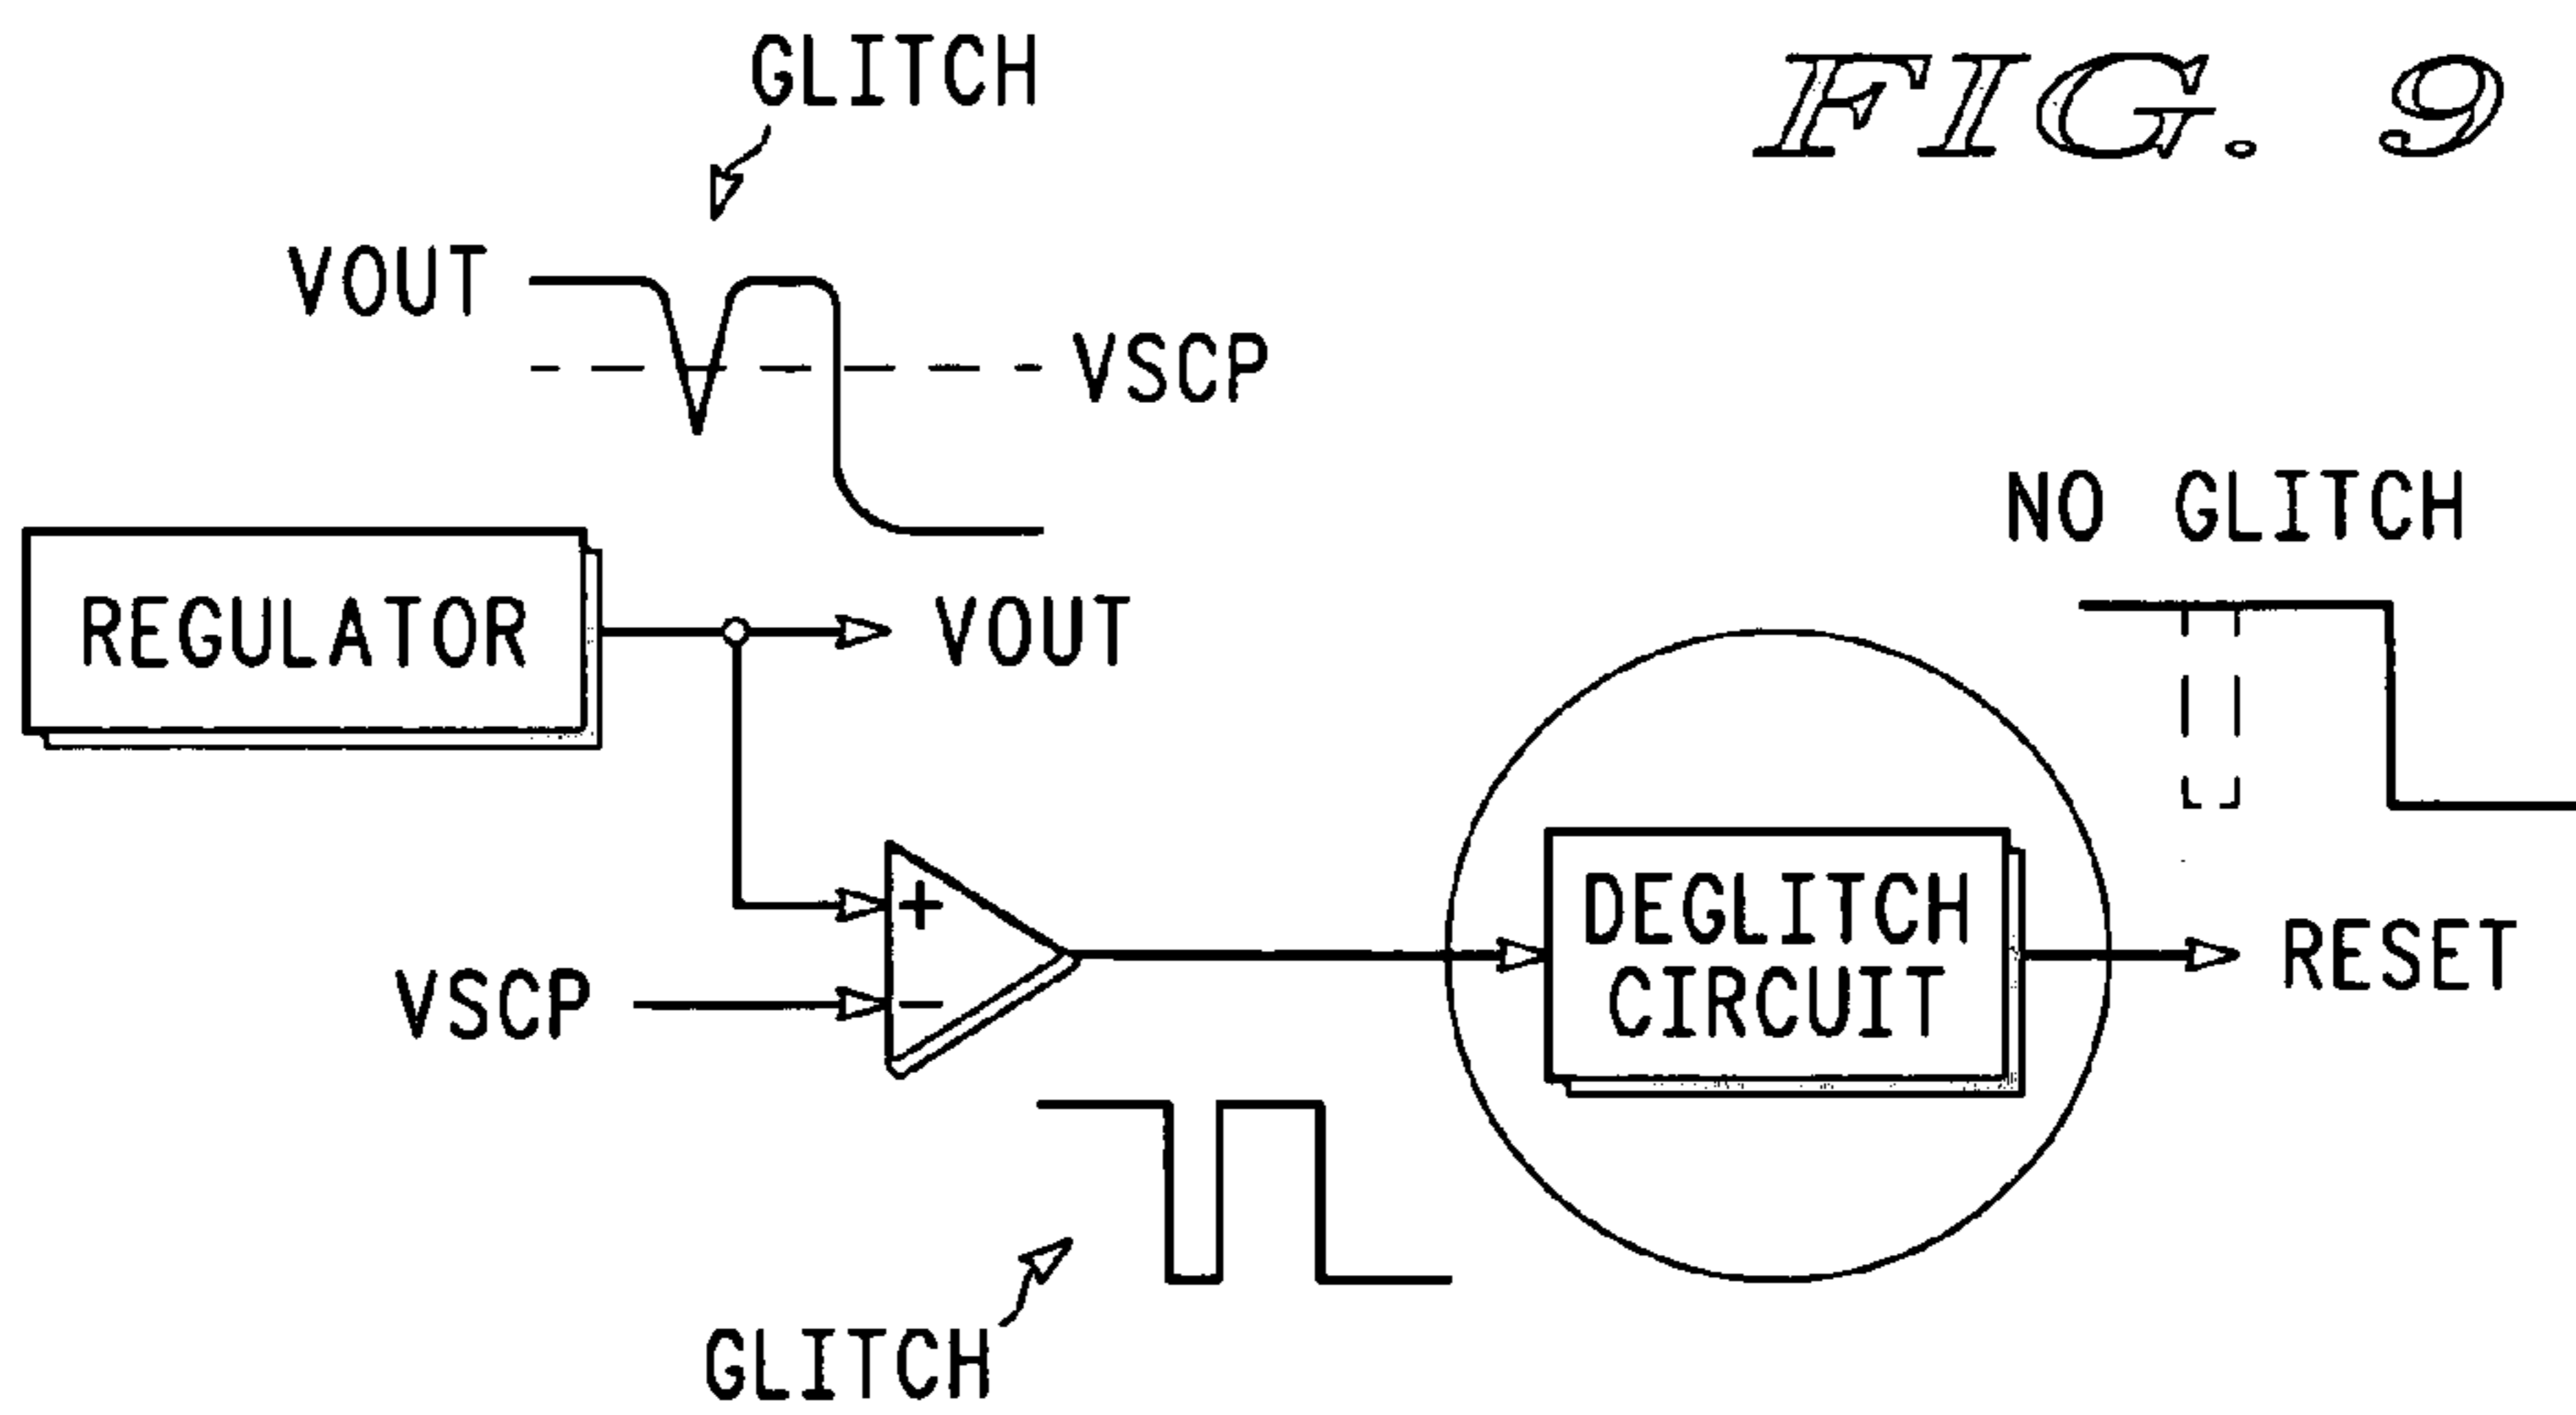 GLITCH
FIG. 9
VOUT
VSCP
NO GLITCH
REGULATOR
VOUT
+
DEGLITCH
CIRCUIT
RESET
VSCP
−
GLITCH